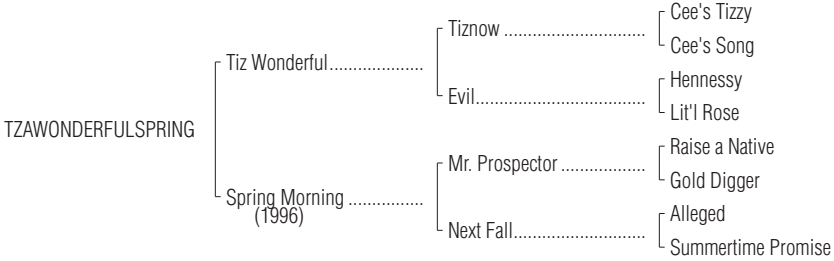 Cee's Tizzy
Tiznow ..............................
Cee's Song
Tiz Wonderful....................
Hennessy
Evil....................................
Lit'l Rose
TZAWONDERFULSPRING
Raise a Native
Mr. Prospector ..................
Gold Digger
Spring Morning ................
(1996)
Alleged
Next Fall............................
Summertime Promise